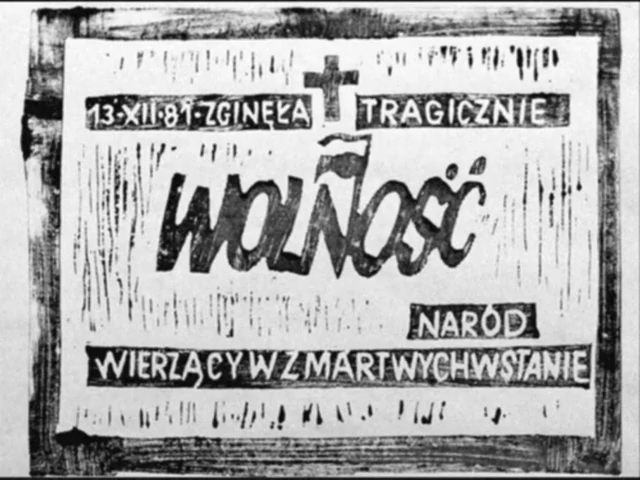 13·XII·81·ZGINĘŁA TRAGICZNIE
WOLNOŚĆ
NARÓD
WIERZĄCY W ZMARTWYCHWSTANIE